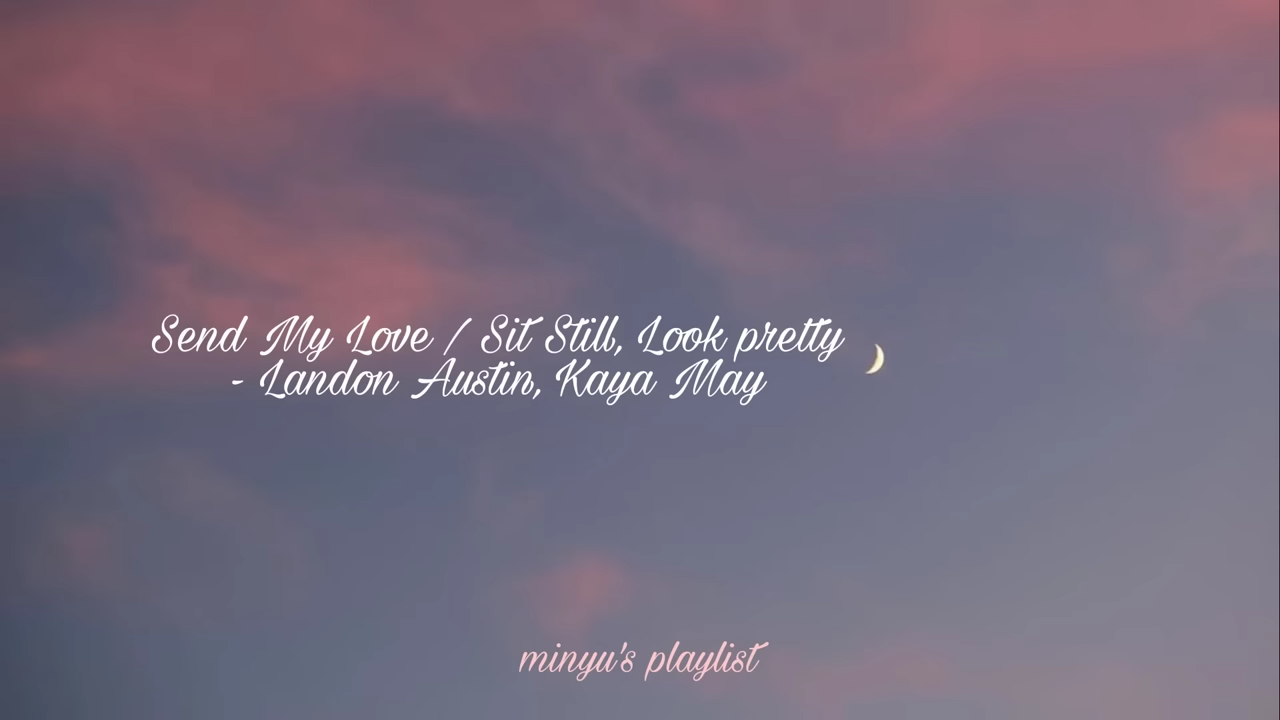 Send My Love / Sit Still, Look pretty
- Landon Austin, Kaya May
minyu's playlist